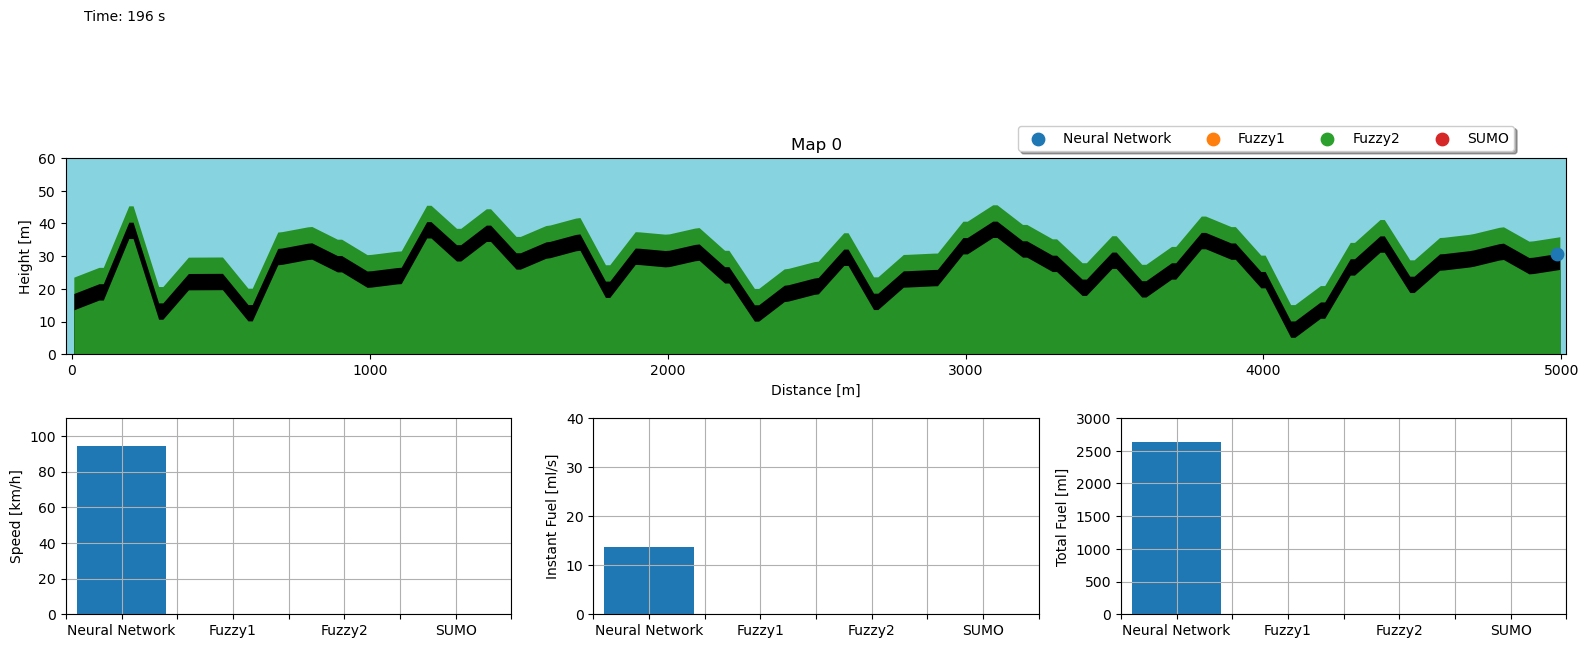 Time: 196 s
Map 0
Neural Network Fuzzy1 Fuzzy2 SUMO
Height [m]
60
50
40
30
20
10
0
0 1000 2000 3000 4000 5000
Distance [m]
Speed [km/h]
100
80
60
40
20
0
Neural Network Fuzzy1 Fuzzy2 SUMO
Instant Fuel [ml/s]
40
30
20
10
0
Neural Network Fuzzy1 Fuzzy2 SUMO
Total Fuel [ml]
3000
2500
2000
1500
1000
500
0
Neural Network Fuzzy1 Fuzzy2 SUMO